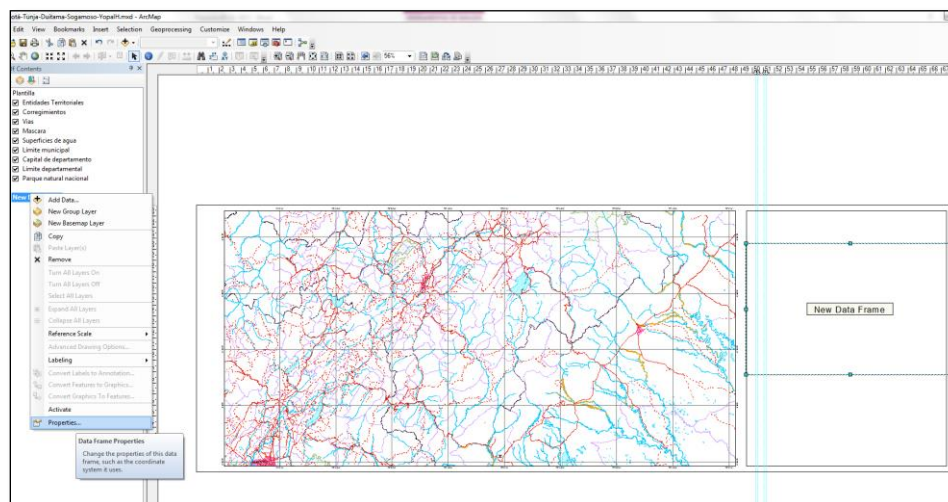 otá-Tunja-Duitama-Sogamoso-YopalH.mxd - ArcMap
Edit View Bookmarks Insert Selection Geoprocessing Customize Windows Help
56%
Contents
Plantilla
Entidades Territoriales
Corregimientos
Vias
Mascara
Superficies de agua
Limite municipal
Capital de departamento
Limite departamental
Parque natural nacional
New
Add Data...
New Group Layer
New Basemap Layer
Copy
Paste Layer(s)
Remove
Turn All Layers On
Turn All Layers Off
Select All Layers
Expand All Layers
Collapse All Layers
Reference Scale
Advanced Drawing Options...
Labeling
Convert Labels to Annotation...
Convert Features to Graphics...
Convert Graphics To Features...
Activate
Properties...
Data Frame Properties
Change the properties of this data
frame, such as the coordinate
system it uses.
New Data Frame